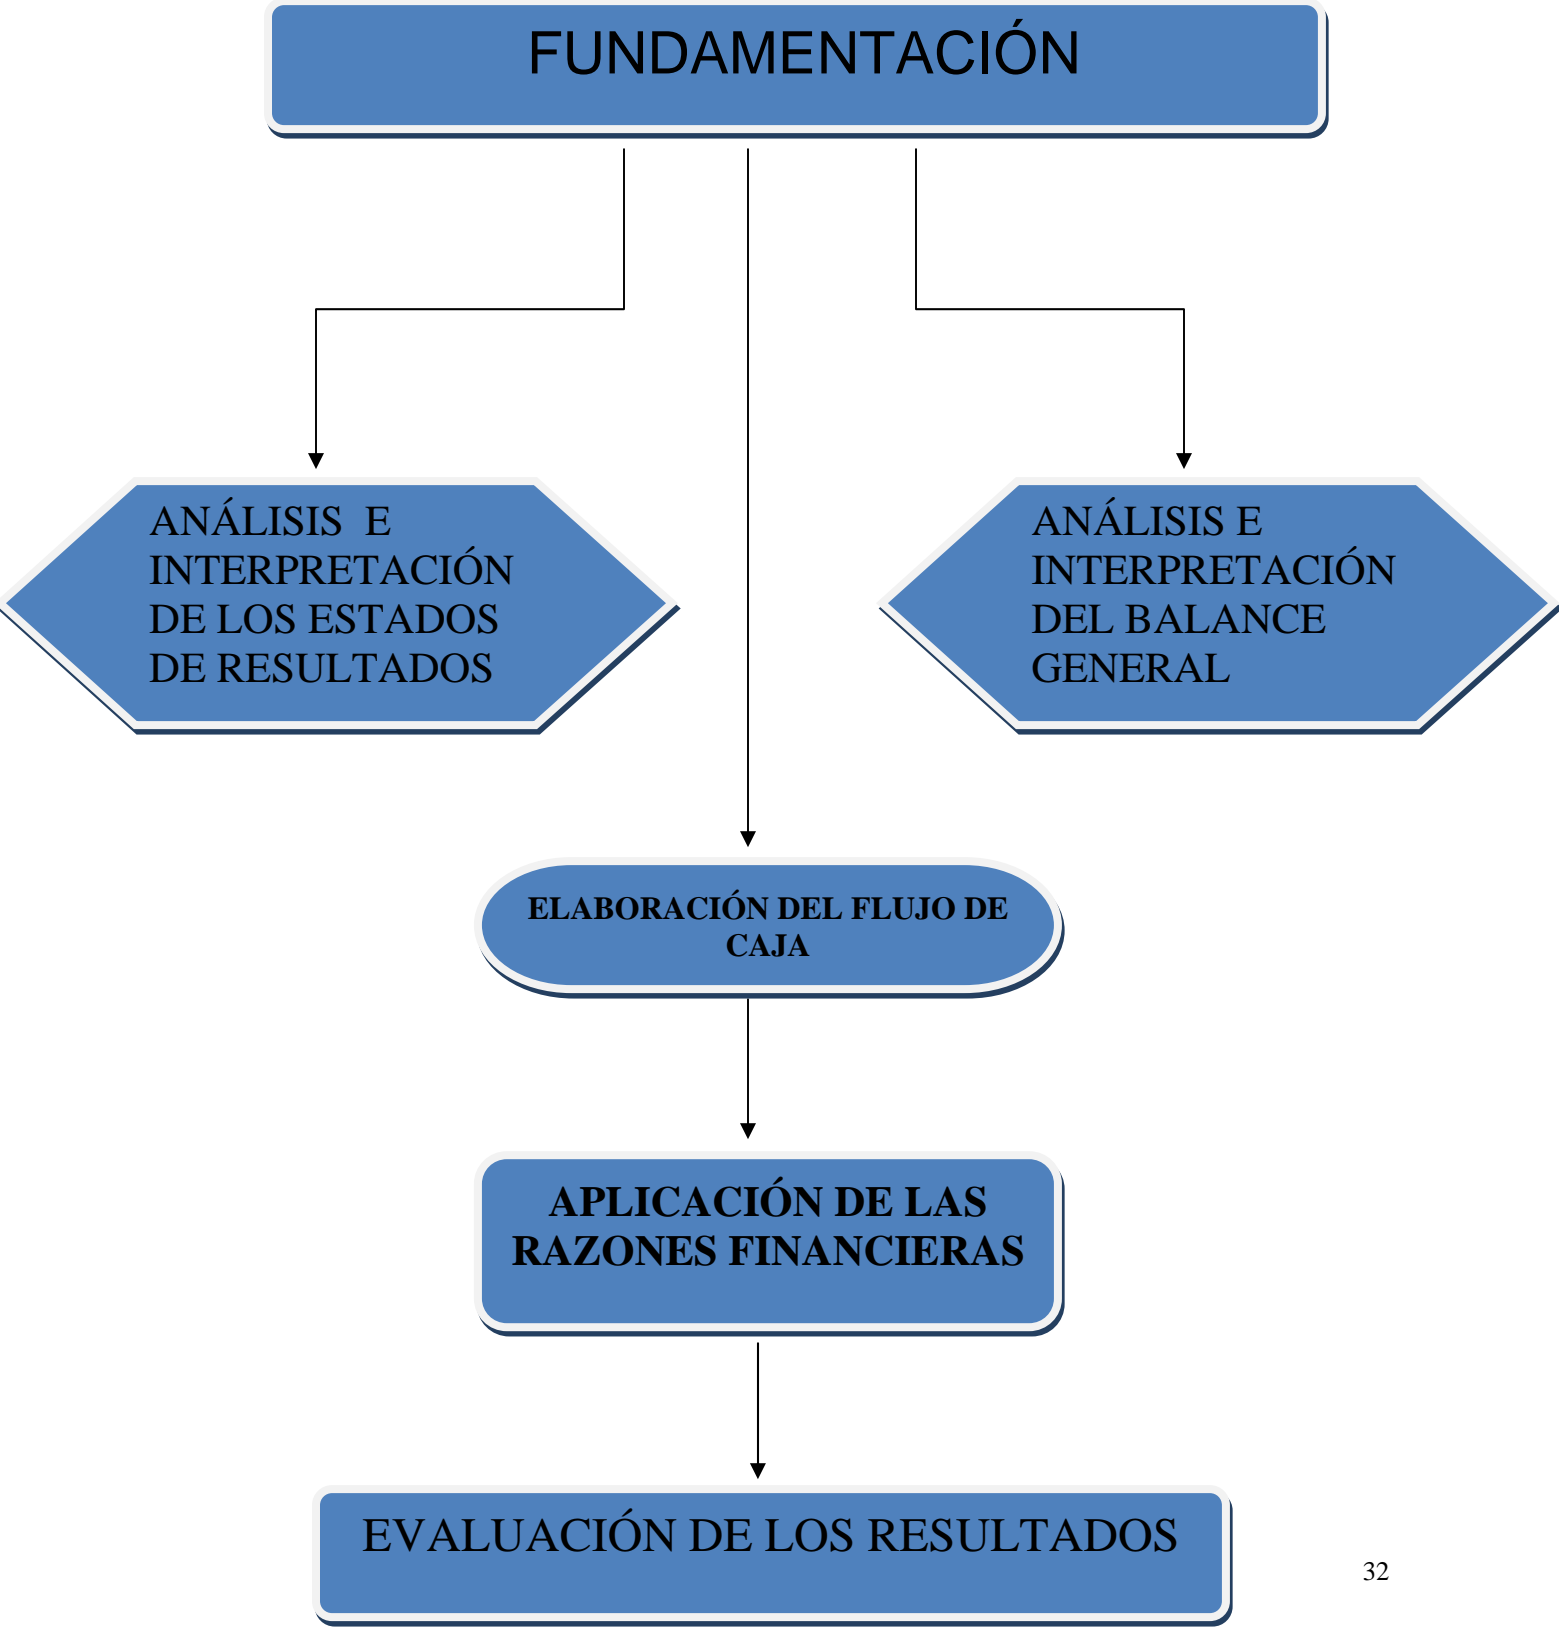 FUNDAMENTACIÓN
ANÁLISIS  E
INTERPRETACIÓN
DE LOS ESTADOS
DE RESULTADOS
ANÁLISIS E
INTERPRETACIÓN
DEL BALANCE
GENERAL
ELABORACIÓN DEL FLUJO DE
CAJA
APLICACIÓN DE LAS
RAZONES FINANCIERAS
EVALUACIÓN DE LOS RESULTADOS
32